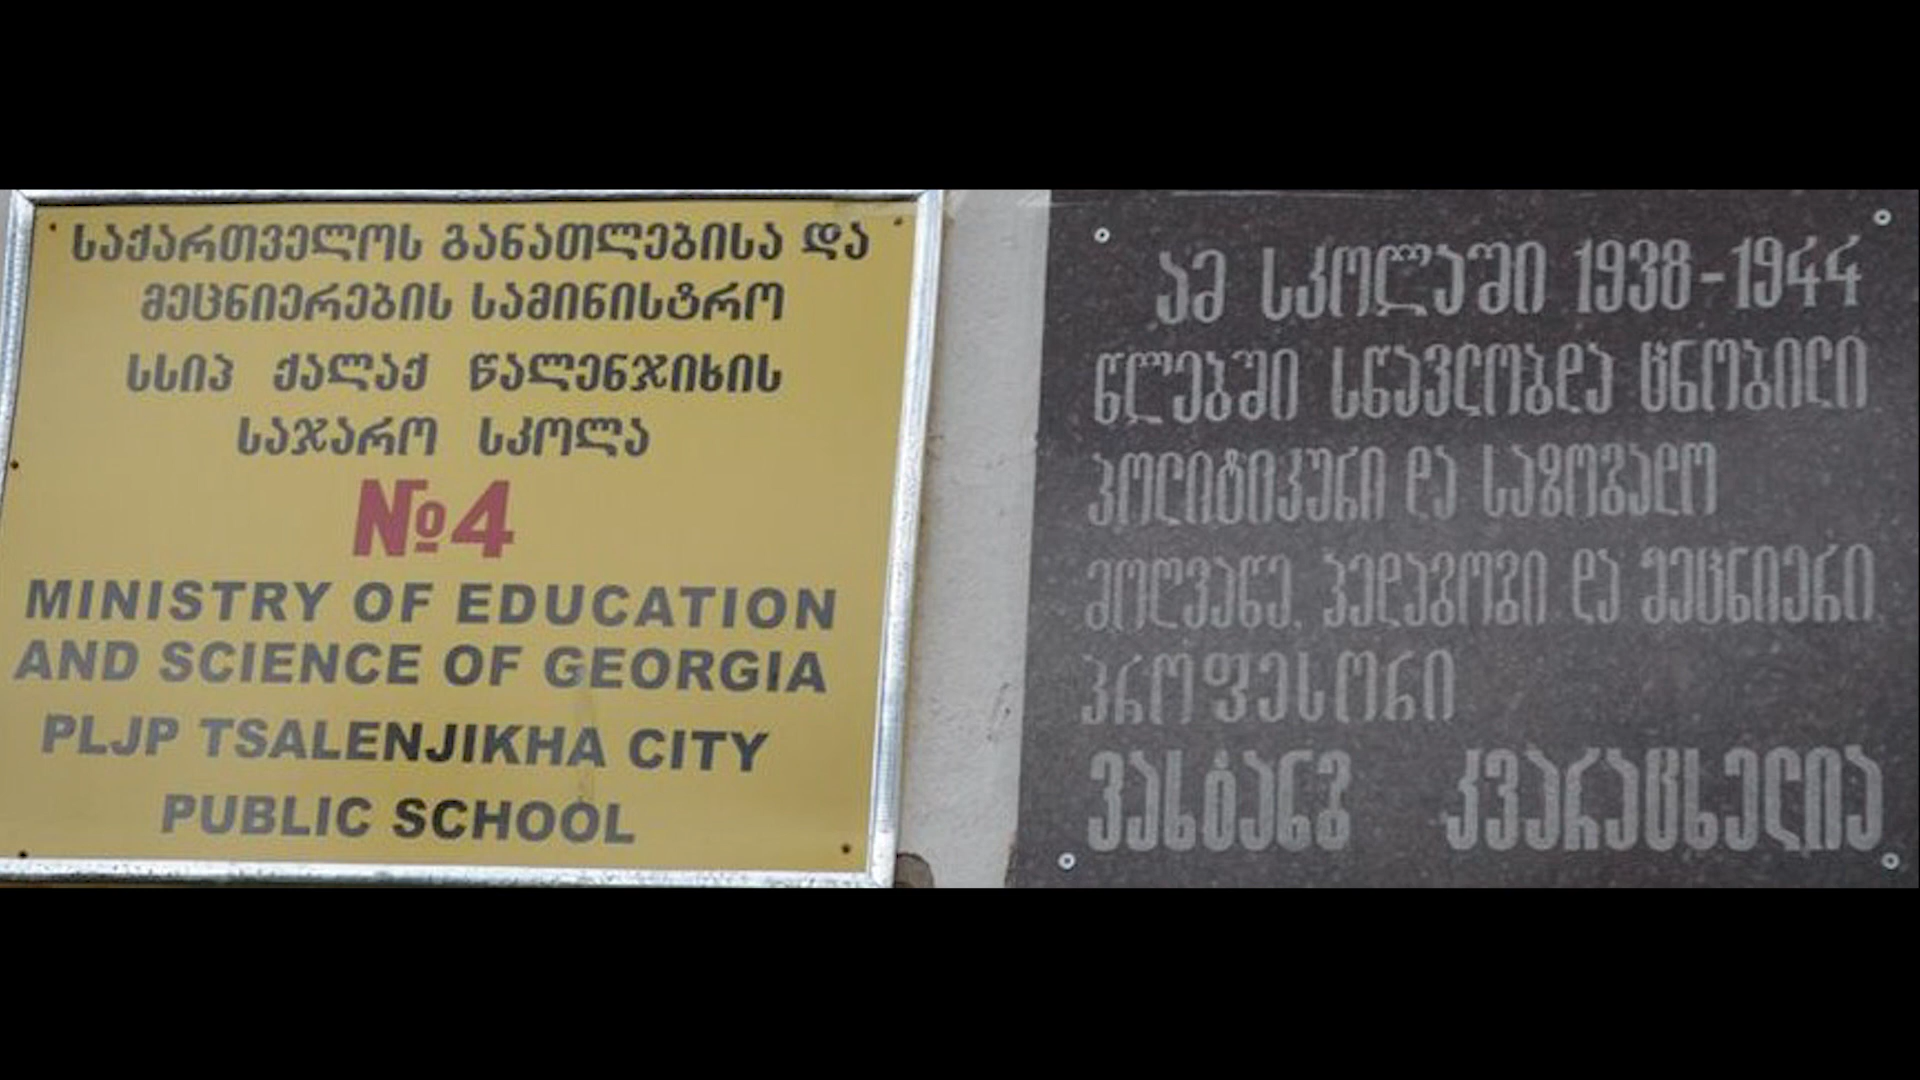 საქართველოს განათლებისა და
მეცნიერების სამინისტრო
სსიპ ქალაქ წალენჯიხის
საჯარო სკოლა
№4
MINISTRY OF EDUCATION
AND SCIENCE OF GEORGIA
PLJP TSALENJIKHA CITY
PUBLIC SCHOOL
ამ სკოლაში 1938-1944
წლებში სწავლობდა ცნობილი
პოლიტიკური და საზოგადო
მოღვაწე, პედაგოგი და მეცნიერი
პროფესორი
ვახტანგ კვარაცხელია